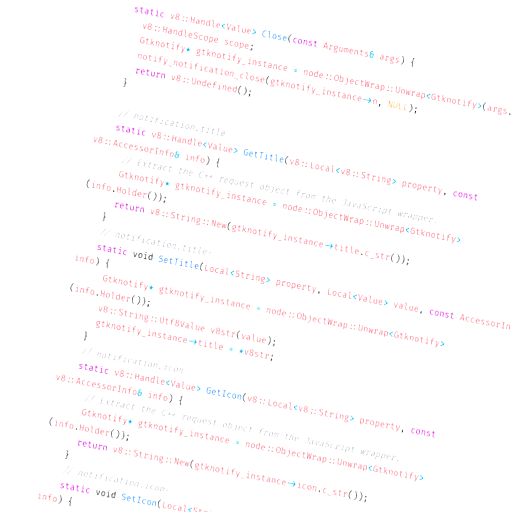 static v8::Handle<Value> Close(const Arguments& args) {
v8::HandleScope scope;
Gtknotify* gtknotify_instance = node::ObjectWrap::Unwrap<Gtknotify>(args.
notify_notification_close(gtknotify_instance->n, NULL);
return v8::Undefined();
}
// notification.title
static v8::Handle<Value> GetTitle(v8::Local<v8::String> property, const
v8::AccessorInfo& info) {
// Extract the C++ request object from the JavaScript wrapper.
Gtknotify* gtknotify_instance = node::ObjectWrap::Unwrap<Gtknotify>
(info.Holder());
return v8::String::New(gtknotify_instance->title.c_str());
}
// notification.title=
static void SetTitle(Local<String> property, Local<Value> value, const AccessorIn
info) {
Gtknotify* gtknotify_instance = node::ObjectWrap::Unwrap<Gtknotify>
(info.Holder());
v8::String::Utf8Value v8str(value);
gtknotify_instance->title = *v8str;
}
// notification.icon
static v8::Handle<Value> GetIcon(v8::Local<v8::String> property, const
v8::AccessorInfo& info) {
// Extract the C++ request object from the JavaScript wrapper.
Gtknotify* gtknotify_instance = node::ObjectWrap::Unwrap<Gtknotify>
(info.Holder());
return v8::String::New(gtknotify_instance->icon.c_str());
}
// notification.icon=
static void SetIcon(Local<Str
info) {